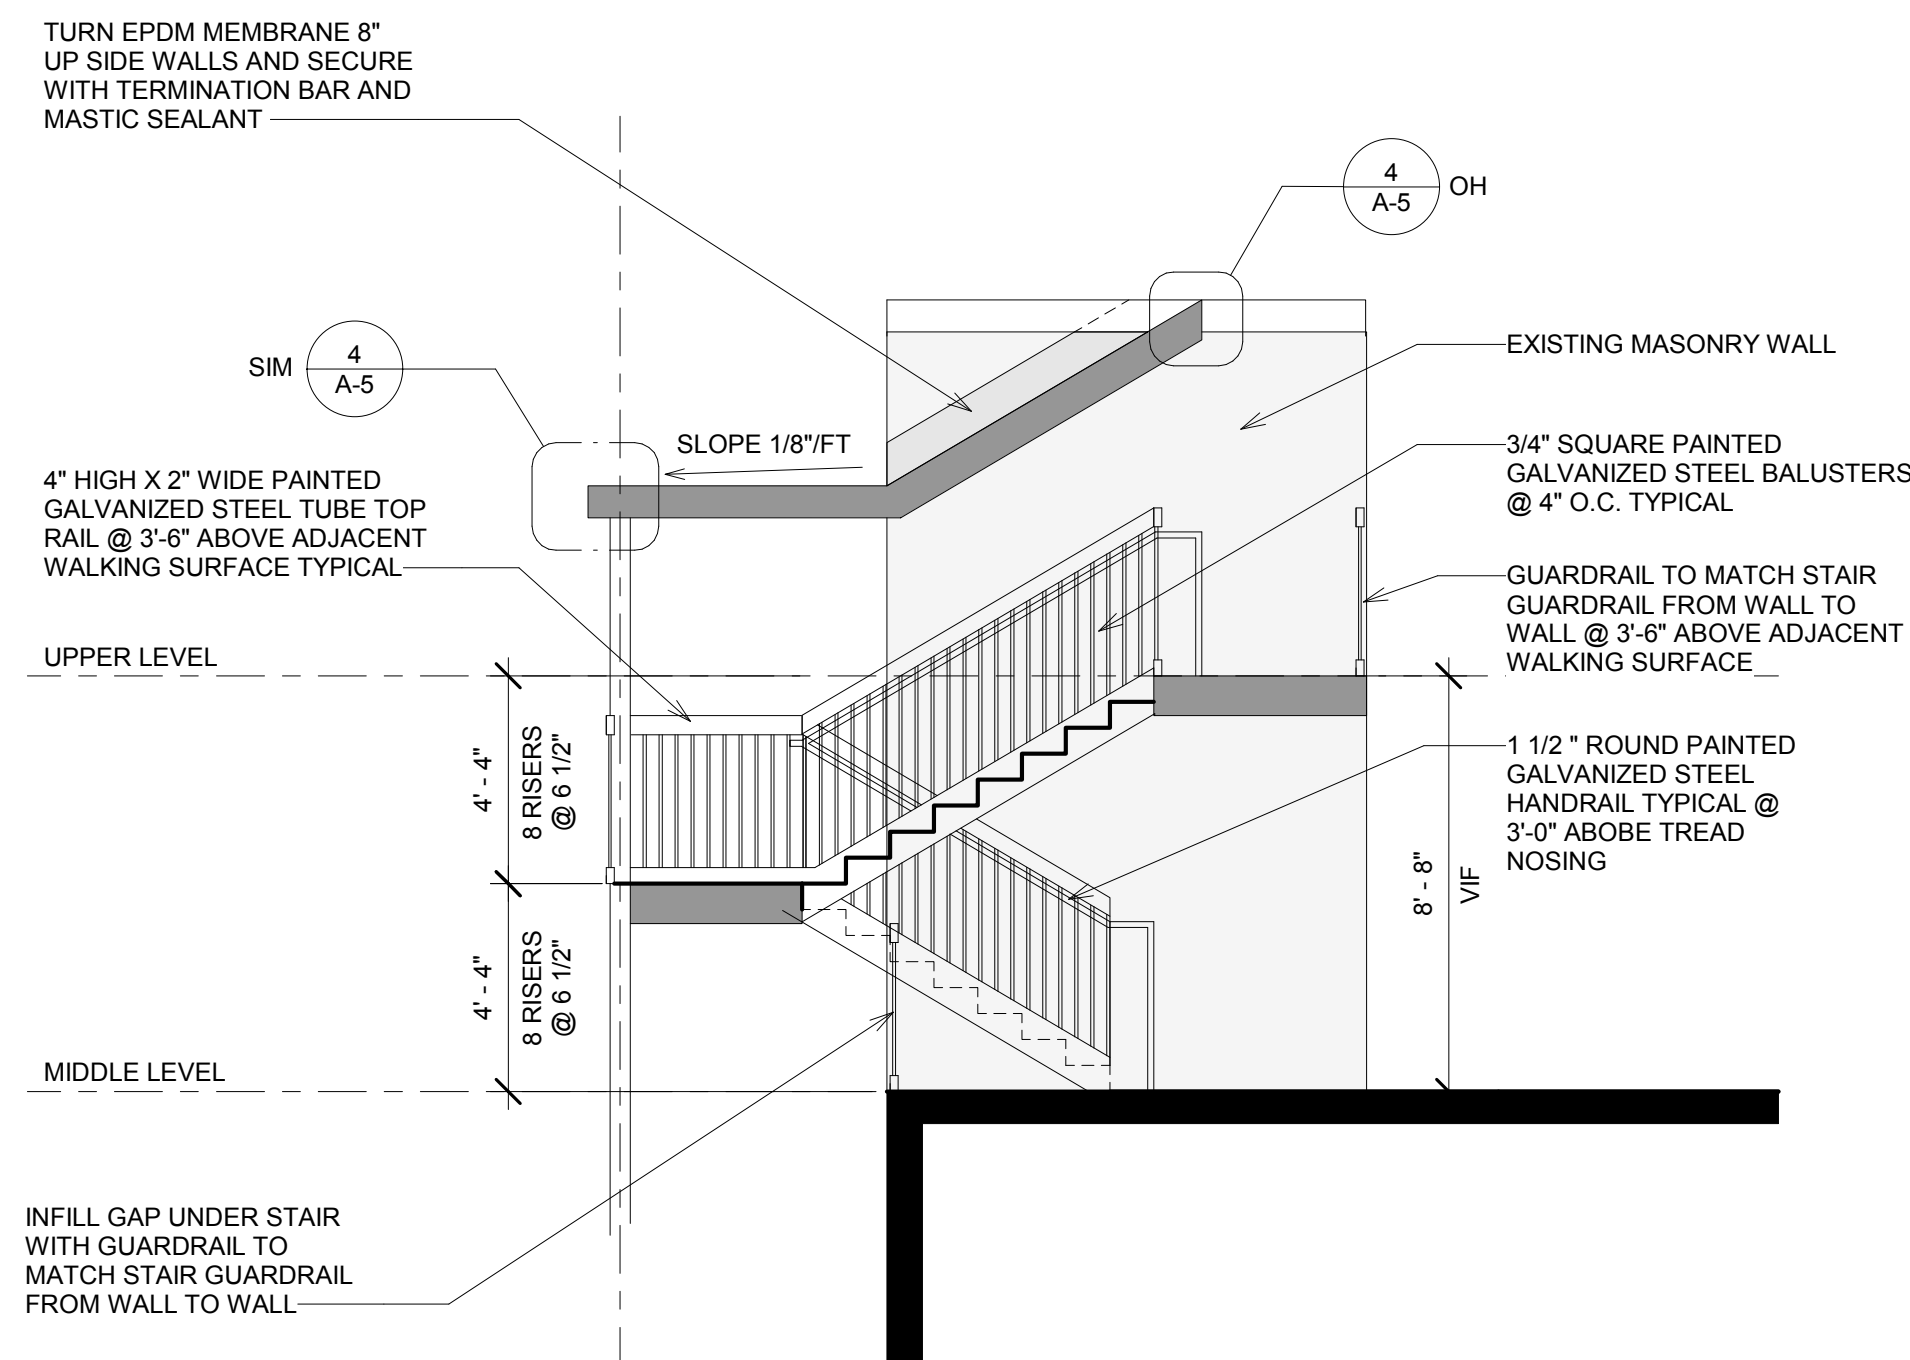 TURN EPDM MEMBRANE 8"
UP SIDE WALLS AND SECURE
WITH TERMINATION BAR AND
MASTIC SEALANT
4
A-5
OH
SIM
4
A-5
SLOPE 1/8"/FT
EXISTING MASONRY WALL
4" HIGH X 2" WIDE PAINTED
GALVANIZED STEEL TUBE TOP
RAIL @ 3'-6" ABOVE ADJACENT
WALKING SURFACE TYPICAL
3/4" SQUARE PAINTED
GALVANIZED STEEL BALUSTERS
@ 4" O.C. TYPICAL
GUARDRAIL TO MATCH STAIR
GUARDRAIL FROM WALL TO
WALL @ 3'-6" ABOVE ADJACENT
WALKING SURFACE
UPPER LEVEL
4' - 4"
8 RISERS
@ 6 1/2"
1 1/2 " ROUND PAINTED
GALVANIZED STEEL
HANDRAIL TYPICAL @
3'-0" ABOBE TREAD
NOSING
8' - 8"
VIF
4' - 4"
8 RISERS
@ 6 1/2"
MIDDLE LEVEL
INFILL GAP UNDER STAIR
WITH GUARDRAIL TO
MATCH STAIR GUARDRAIL
FROM WALL TO WALL